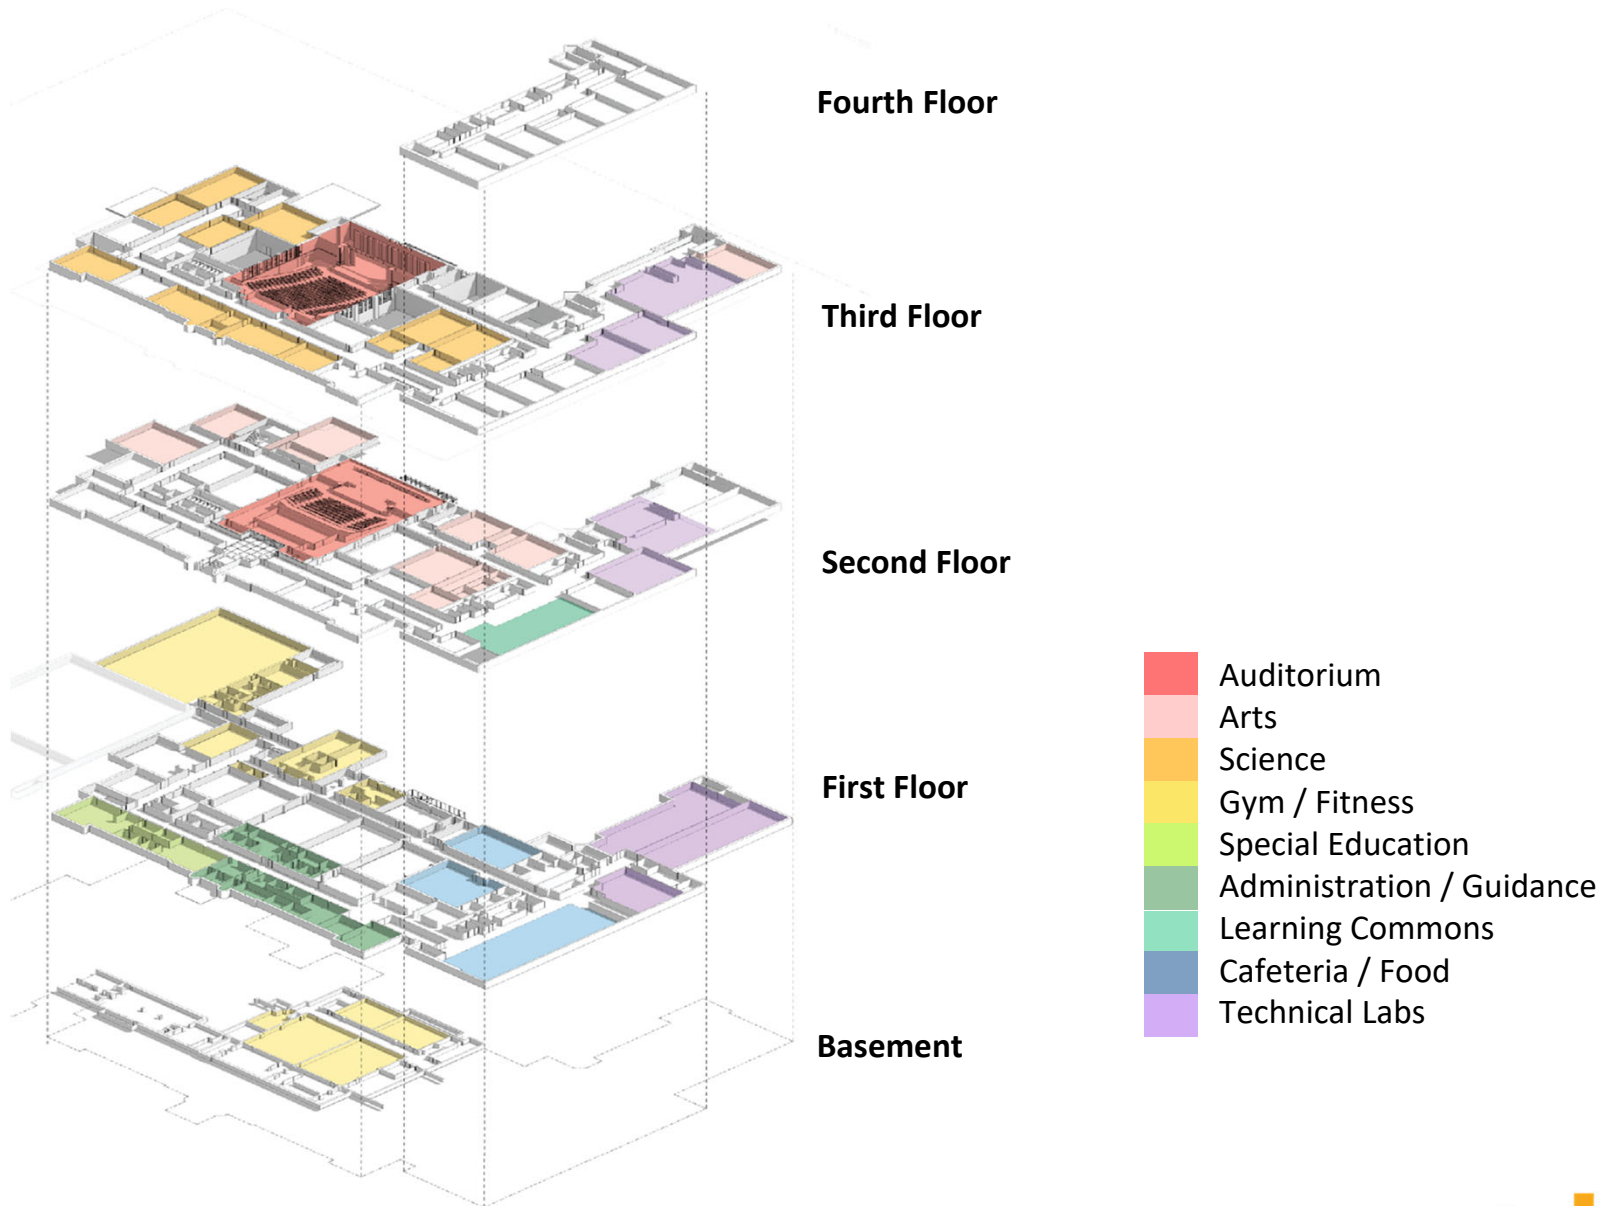 Fourth Floor
Third Floor
Second Floor
First Floor
Basement
Auditorium
Arts
Science
Gym / Fitness
Special Education
Administration / Guidance
Learning Commons
Cafeteria / Food
Technical Labs